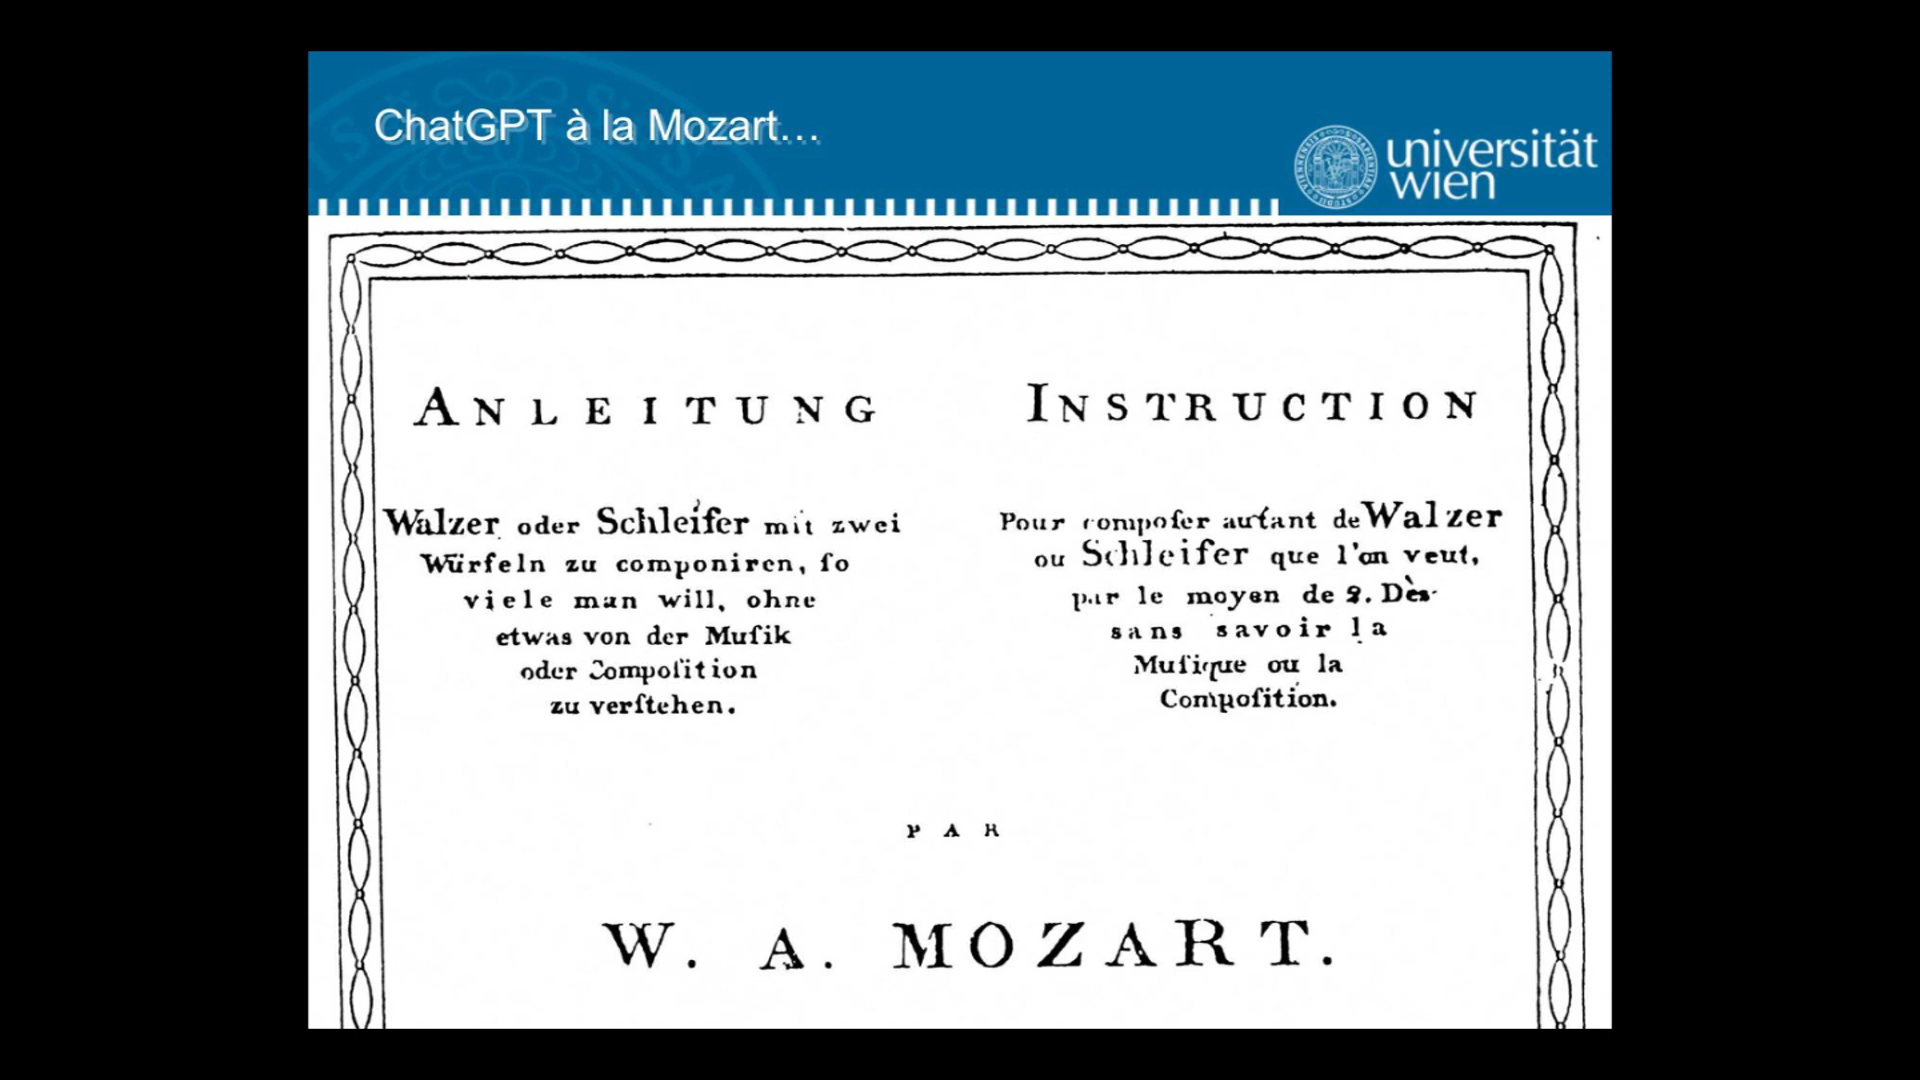 ChatGPT à la Mozart…
universität
wien
ANLEITUNG
Walzer oder Schleifer mit zwei
Würfeln zu componiren, ſo
viele man will, ohne
etwas von der Muſik
oder Compoſition
zu verſtehen.
INSTRUCTION
Pour compoſer autant de Walzer
ou Schleifer que l'on veut,
par le moyen de 2. Dès
sans savoir la
Muſique ou la
Compoſition.
PAR
W. A. MOZART.